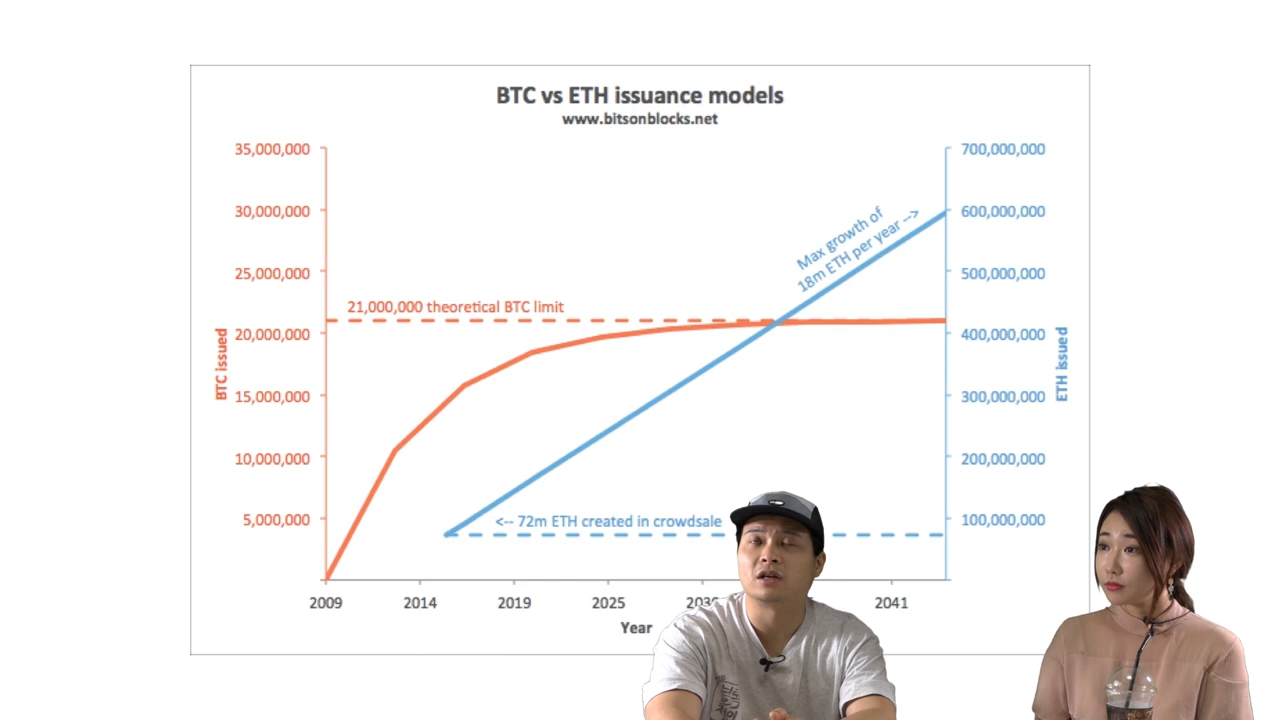 BTC vs ETH issuance models
www.bitsonblocks.net
35,000,000
30,000,000
25,000,000
20,000,000
15,000,000
10,000,000
5,000,000
BTC issued
21,000,000 theoretical BTC limit
Max growth of
18m ETH per year -->
<-- 72m ETH created in crowdsale
700,000,000
600,000,000
500,000,000
400,000,000
300,000,000
200,000,000
100,000,000
ETH issued
2009 2014 2019 2025 2041
Year